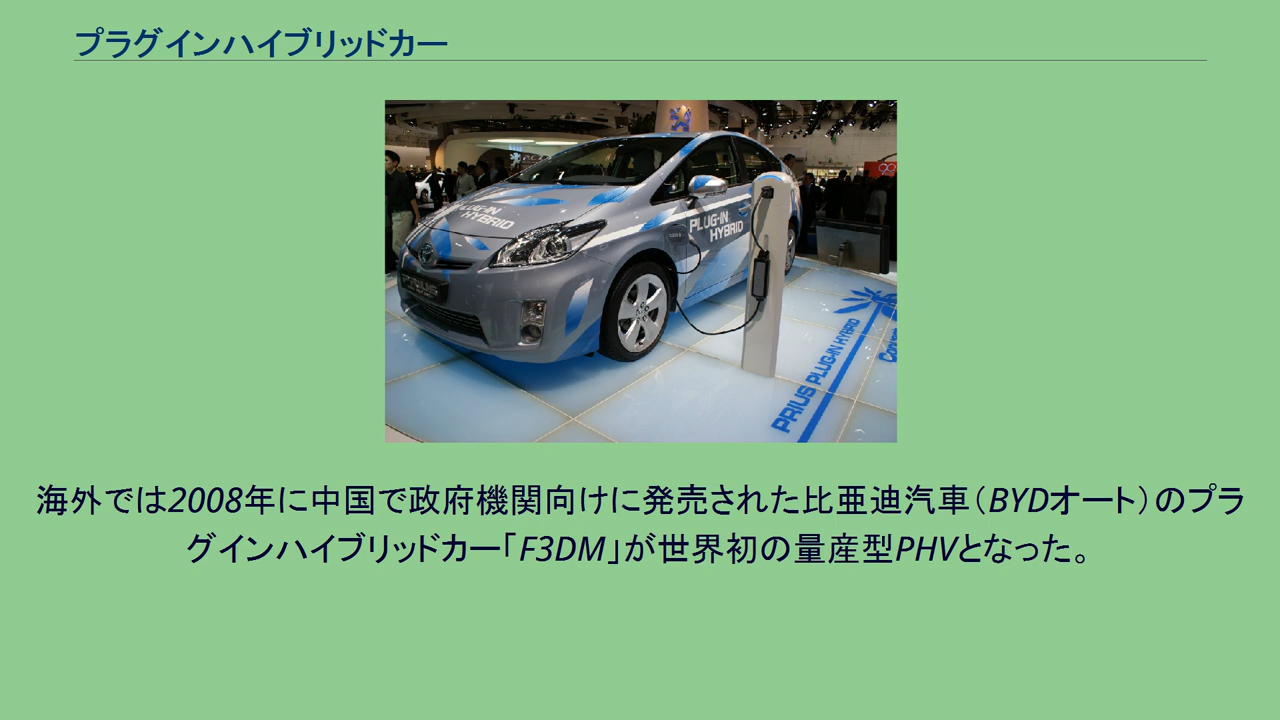 プラグインハイブリッドカー
PLUG-IN
HYBRID
PLUG-IN
HYBRID
PRIUS
PRIUS PLUG-IN HYBRID
海外では2008年に中国で政府機関向けに発売された比亜迪汽車（BYDオート）のプラ
グインハイブリッドカー「F3DM」が世界初の量産型PHVとなった。